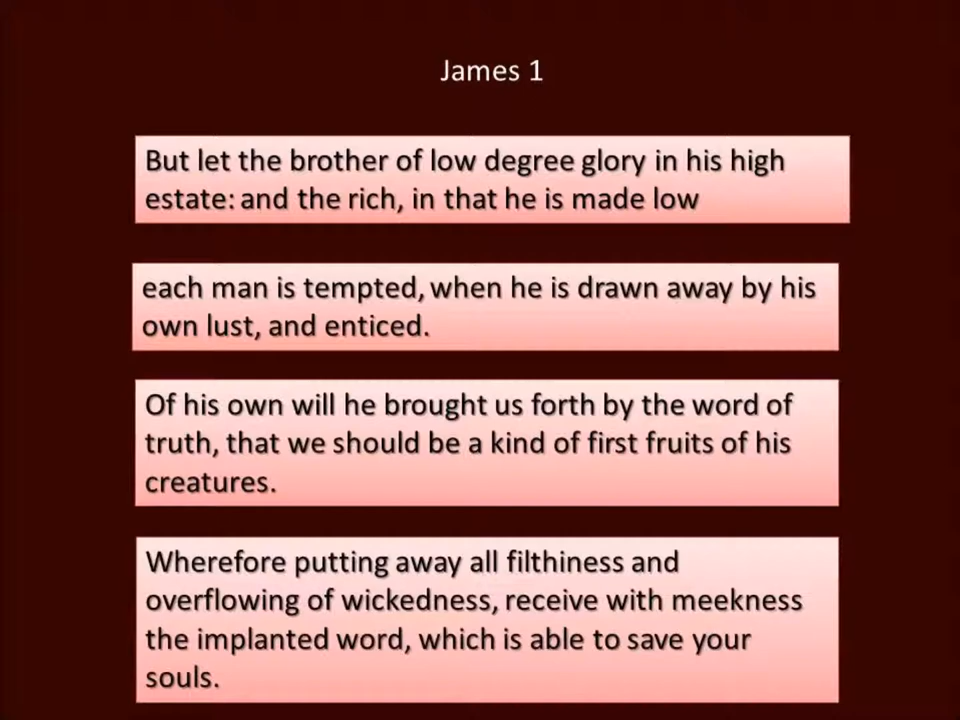 James 1
But let the brother of low degree glory in his high
estate: and the rich, in that he is made low
each man is tempted, when he is drawn away by his
own lust, and enticed.
Of his own will he brought us forth by the word of
truth, that we should be a kind of first fruits of his
creatures.
Wherefore putting away all filthiness and
overflowing of wickedness, receive with meekness
the implanted word, which is able to save your
souls.